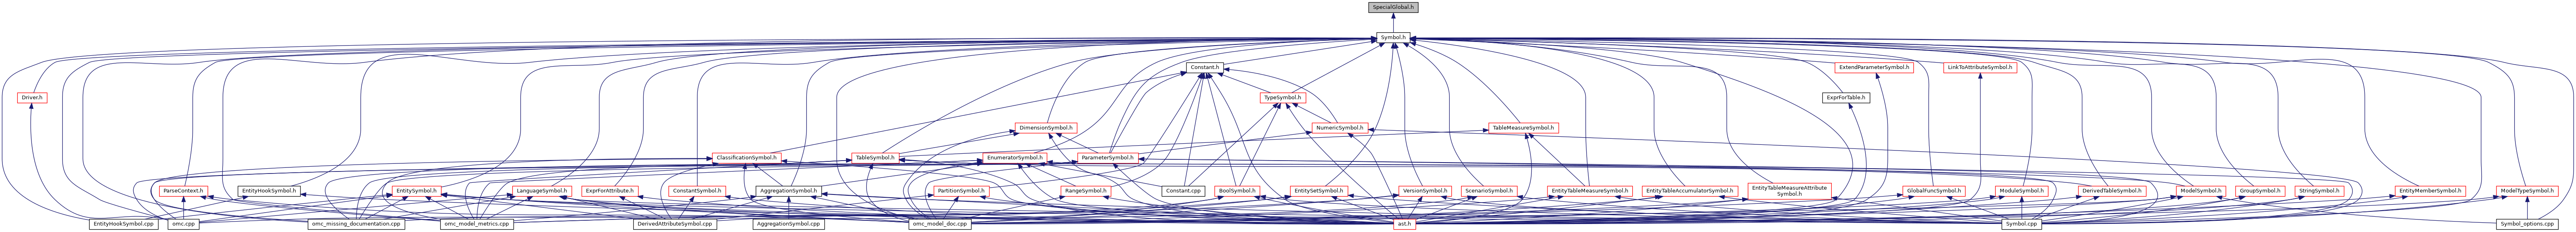 SpecialGlobal.h
Symbol.h
Constant.h
ExtendParameterSymbol.h
LinkToAttributeSymbol.h
Driver.h
TypeSymbol.h
ExprForTable.h
DimensionSymbol.h
NumericSymbol.h
TableMeasureSymbol.h
ClassificationSymbol.h
TableSymbol.h
EnumeratorSymbol.h
ParameterSymbol.h
ParseContext.h
EntityHookSymbol.h
EntitySymbol.h
LanguageSymbol.h
ExprForAttribute.h
ConstantSymbol.h
AggregationSymbol.h
PartitionSymbol.h
RangeSymbol.h
Constant.cpp
BoolSymbol.h
EntitySetSymbol.h
VersionSymbol.h
ScenarioSymbol.h
EntityTableMeasureSymbol.h
EntityTableAccumulatorSymbol.h
EntityTableMeasureAttribute
Symbol.h
GlobalFuncSymbol.h
ModuleSymbol.h
DerivedTableSymbol.h
ModelSymbol.h
GroupSymbol.h
StringSymbol.h
EntityMemberSymbol.h
ModelTypeSymbol.h
EntityHookSymbol.cpp
omc.cpp
omc_missing_documentation.cpp
omc_model_metrics.cpp
DerivedAttributeSymbol.cpp
AggregationSymbol.cpp
omc_model_doc.cpp
ast.h
Symbol.cpp
Symbol_options.cpp